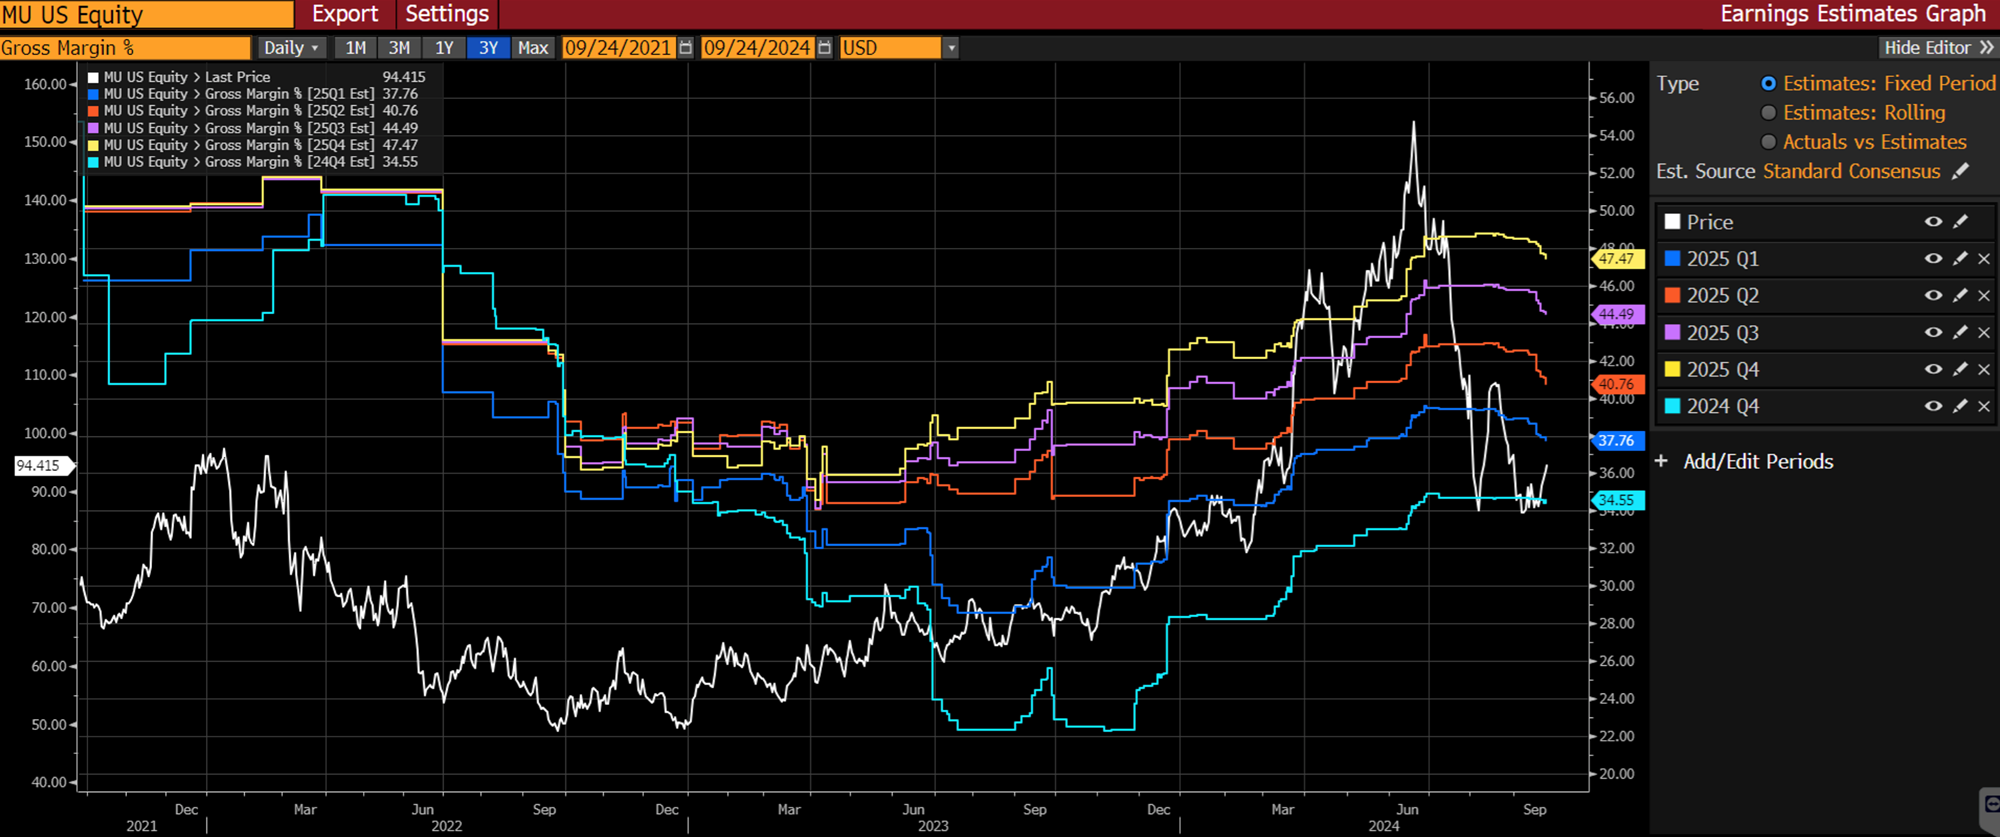 MU US Equity Export Settings Earnings Estimates Graph
Gross Margin % Daily 1M 3M 1Y 3Y Max 09/24/2021 09/24/2024 USD Hide Editor »
MU US Equity > Last Price 94.415
MU US Equity > Gross Margin % [25Q1 Est] 37.76
MU US Equity > Gross Margin % [25Q2 Est] 40.76
MU US Equity > Gross Margin % [25Q3 Est] 44.49
MU US Equity > Gross Margin % [25Q4 Est] 47.47
MU US Equity > Gross Margin % [24Q4 Est] 34.55
160.00
150.00
140.00
130.00
120.00
110.00
100.00
94.415
90.00
80.00
70.00
60.00
50.00
40.00
56.00
54.00
52.00
50.00
48.00
47.47
46.00
44.49
44.00
42.00
40.76
40.00
37.76
36.00
34.55
34.00
32.00
30.00
28.00
26.00
24.00
22.00
20.00
Dec Mar Jun Sep Dec Mar Jun Sep Dec Mar Jun Sep
2021 2022 2023 2024
Type Estimates: Fixed Period
Estimates: Rolling
Actuals vs Estimates
Est. Source Standard Consensus
Price
2025 Q1
2025 Q2
2025 Q3
2025 Q4
2024 Q4
+ Add/Edit Periods